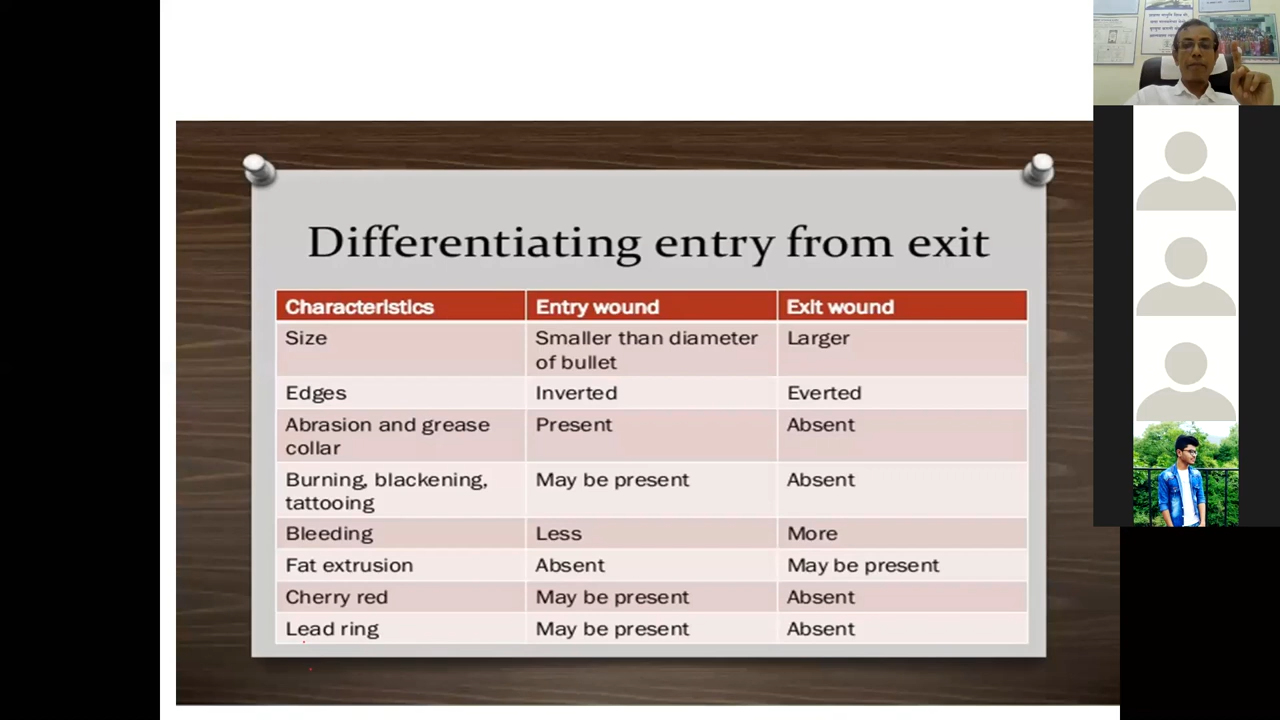 Differentiating entry from exit
Characteristics Entry wound Exit wound
Size Smaller than diameter of bullet Larger
Edges Inverted Everted
Abrasion and grease collar Present Absent
Burning, blackening, tattooing May be present Absent
Bleeding Less More
Fat extrusion Absent May be present
Cherry red May be present Absent
Lead ring May be present Absent